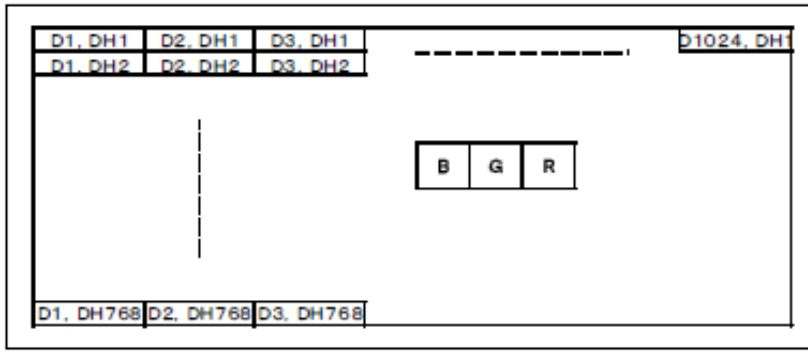 D1, DH1 D2, DH1 D3, DH1 D1024, DH1
D1, DH2 D2, DH2 D3, DH2
B G R
D1, DH768 D2, DH768 D3, DH768